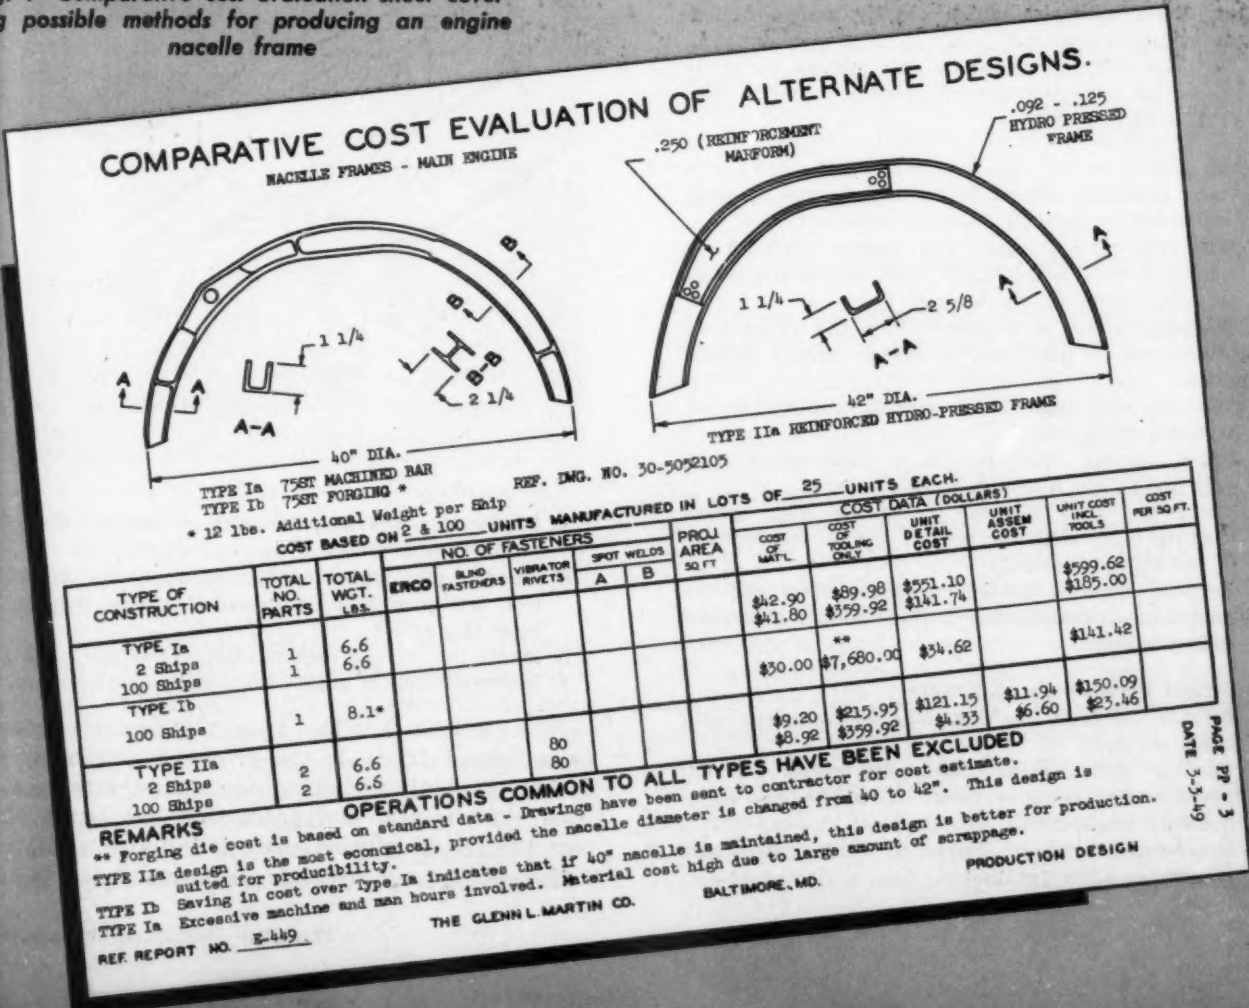 possible methods for producing an engine
nacelle frame
COMPARATIVE COST EVALUATION OF ALTERNATE DESIGNS.
NACELLE FRAMES - MAIN ENGINE
.250 (REINFORCEMENT
MARFORM)
.092 - .125
HYDRO PRESSED
FRAME
B
B
1 1/4
A A
A-A
B-B
2 1/4
A
A
1 1/4
2 5/8
A-A
40" DIA.
42" DIA.
TYPE Ia 75ST MACHINED BAR
TYPE Ib 75ST FORGING *
TYPE IIa REINFORCED HYDRO-PRESSED FRAME
REF. DWG. NO. 30-5052105
* 12 lbs. Additional Weight per Ship
COST BASED ON 2 & 100 UNITS MANUFACTURED IN LOTS OF 25 UNITS EACH.
TYPE OF CONSTRUCTION TOTAL NO. PARTS TOTAL WGT. LBS. NO. OF FASTENERS PROJ. AREA SQ FT COST DATA (DOLLARS)
ERCO BLIND FASTENERS VIBRATOR RIVETS SPOT WELDS A B COST OF MAT'L. COST OF TOOLING ONLY UNIT DETAIL COST UNIT ASSEM COST UNIT COST INCL. TOOLS COST PER SQ. FT.
TYPE Ia
2 Ships 1 6.6 $42.90 $89.98 $551.10 $599.62
100 Ships 1 6.6 $41.80 $359.92 $141.74 $185.00
TYPE Ib **
100 Ships 1 8.1* $30.00 $7,680.00 $34.62 $141.42
TYPE IIa
2 Ships 2 6.6 80 $9.20 $215.95 $121.15 $11.94 $150.09
100 Ships 2 6.6 80 $8.92 $359.92 $4.33 $6.60 $23.46
OPERATIONS COMMON TO ALL TYPES HAVE BEEN EXCLUDED
REMARKS
** Forging die cost is based on standard data - Drawings have been sent to contractor for cost estimate.
TYPE IIa design is the most economical, provided the nacelle diameter is changed from 40 to 42". This design is
suited for producibility.
TYPE Ib Saving in cost over Type Ia indicates that if 40" nacelle is maintained, this design is better for production.
TYPE Ia Excessive machine and man hours involved. Material cost high due to large amount of scrappage.
PRODUCTION DESIGN
REF. REPORT NO. E-449 THE GLENN L. MARTIN CO. BALTIMORE, MD.
PAGE PP - 3
DATE 3-3-49